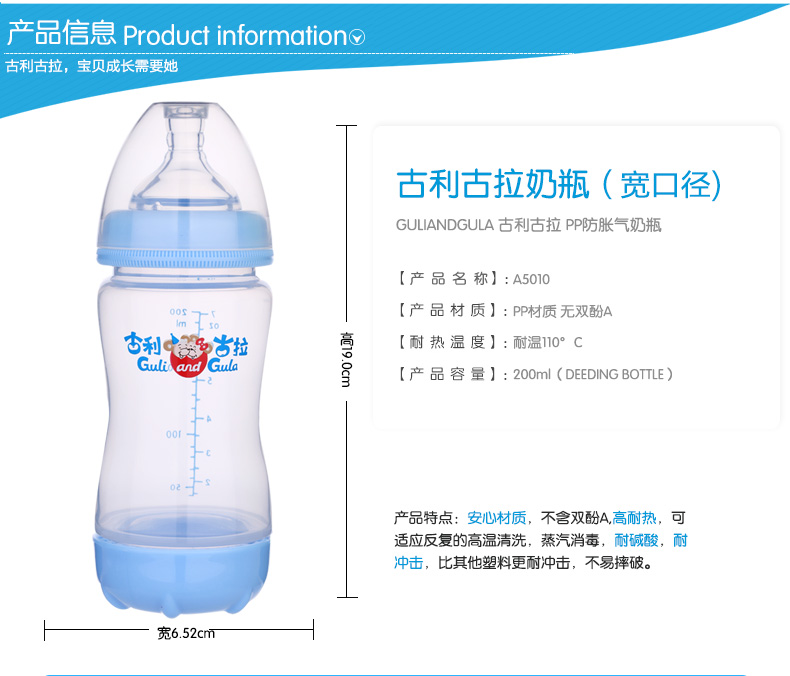 产品信息 Product information
古利古拉，宝贝成长需要她
古利古拉奶瓶（宽口径)
GULIANDGULA 古利古拉 PP防胀气奶瓶
【产品名称】: A5010
【产品材质】: PP材质 无双酚A
【耐热温度】: 耐温110° C
【产品容量】: 200ml（DEEDING BOTTLE）
高19.0cm
古利 古拉
Guli and Gula
200 7
ml oz
5
4
100
3
2
50
产品特点：安心材质，不含双酚A,高耐热，可
适应反复的高温清洗，蒸汽消毒，耐碱酸，耐
冲击，比其他塑料更耐冲击，不易摔破。
宽6.52cm